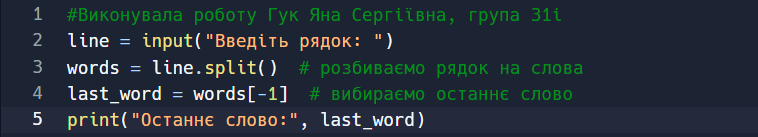 1 #Виконувала роботу Гук Яна Сергіївна, група 31і
2 line = input("Введіть рядок: ")
3 words = line.split()  # розбиваємо рядок на слова
4 last_word = words[-1]  # вибираємо останнє слово
5 print("Останнє слово:", last_word)